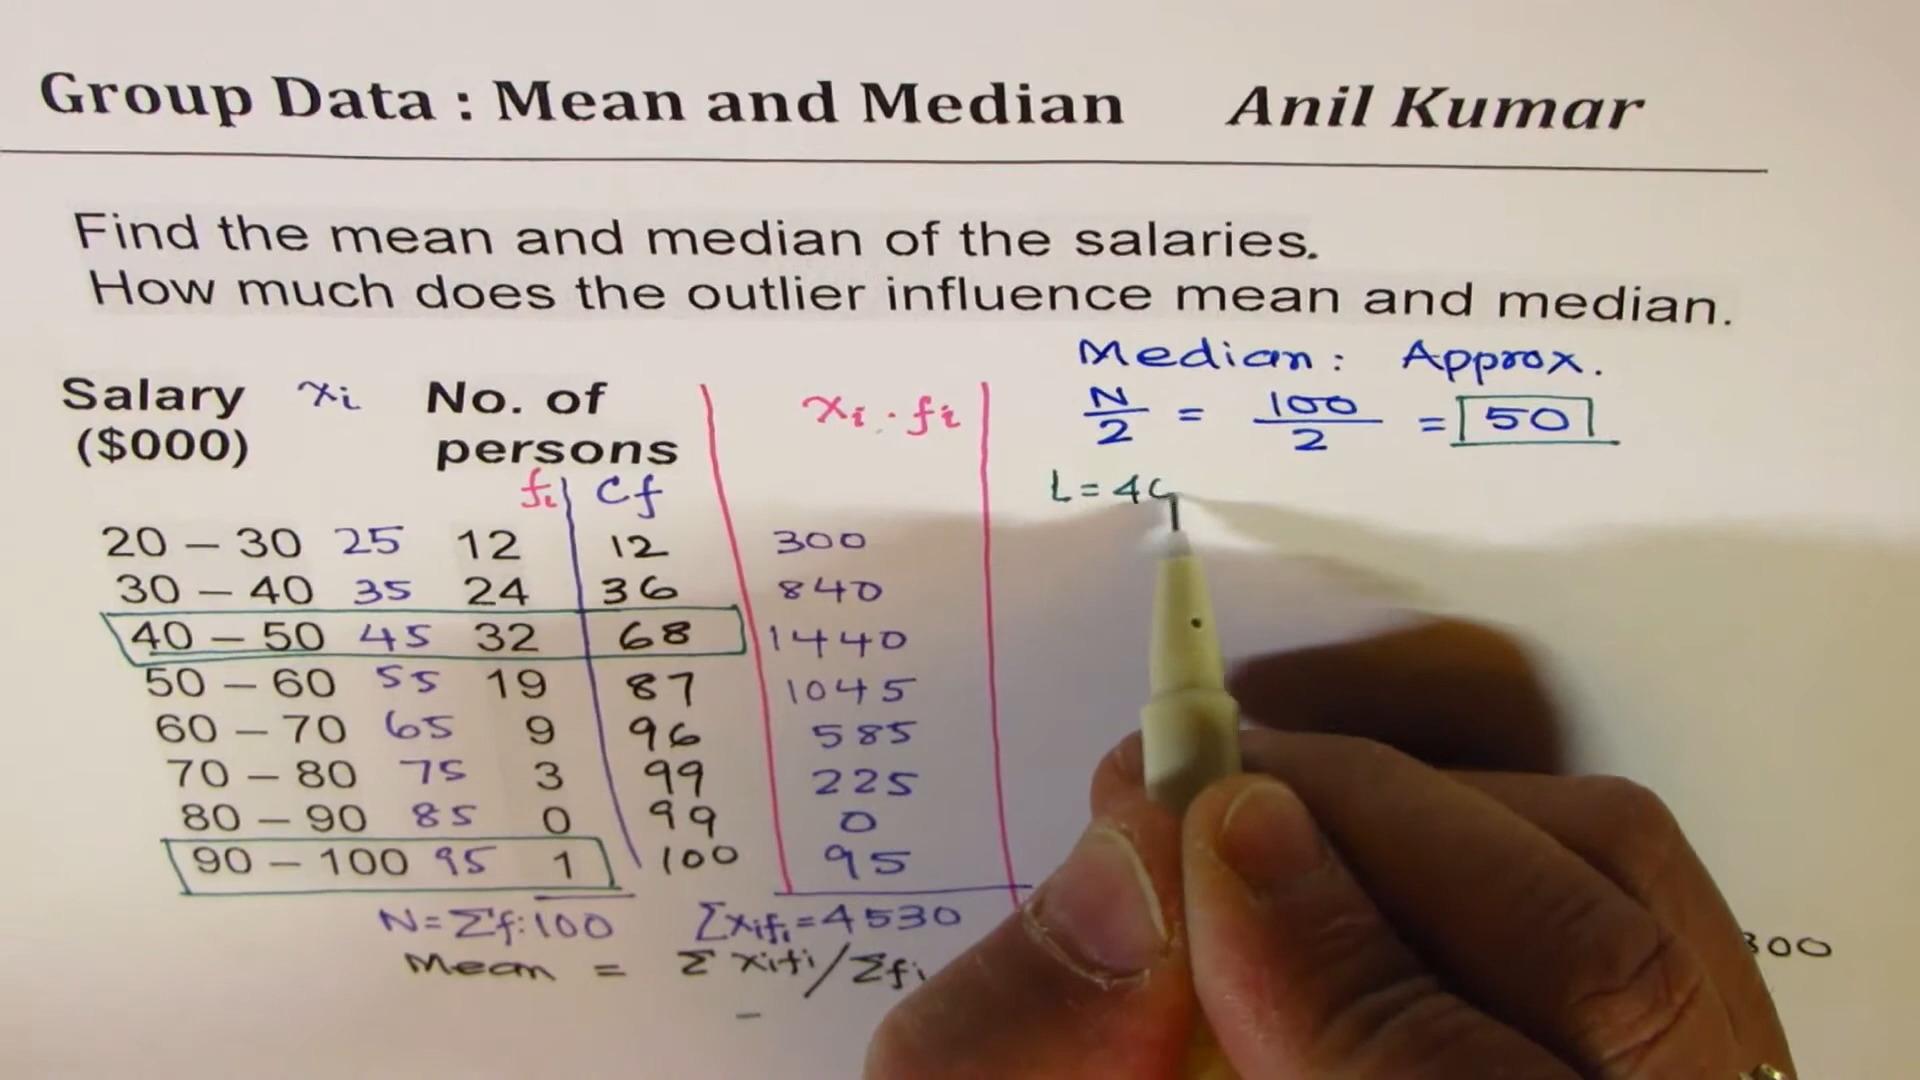 Group Data : Mean and Median Anil Kumar
Find the mean and median of the salaries.
How much does the outlier influence mean and median.
Median: Approx.
N/2 = 100/2 = 50
L = 40
Salary xi No. of xi . fi
($000) persons
fi Cf
20 – 30 25 12 12 300
30 – 40 35 24 36 840
40 – 50 45 32 68 1440
50 – 60 55 19 87 1045
60 – 70 65 9 96 585
70 – 80 75 3 99 225
80 – 90 85 0 99 0
90 – 100 95 1 100 95
N = Σfi 100 Σxifi = 4530
Mean = Σ xifi / Σfi